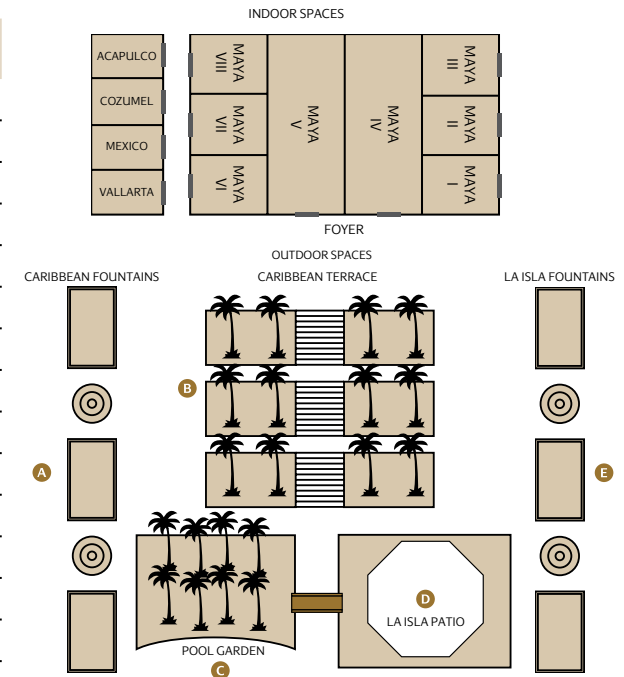 INDOOR SPACES
ACAPULCO
COZUMEL
MEXICO
VALLARTA
MAYA
VIII
MAYA
VII
MAYA
VI
MAYA
V
MAYA
IV
MAYA
III
MAYA
II
MAYA
I
FOYER
OUTDOOR SPACES
CARIBBEAN FOUNTAINS
CARIBBEAN TERRACE
LA ISLA FOUNTAINS
B
A
E
D
LA ISLA PATIO
POOL GARDEN
C